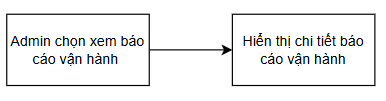 Admin chọn xem báo
cáo vận hành
Hiển thị chi tiết báo
cáo vận hành